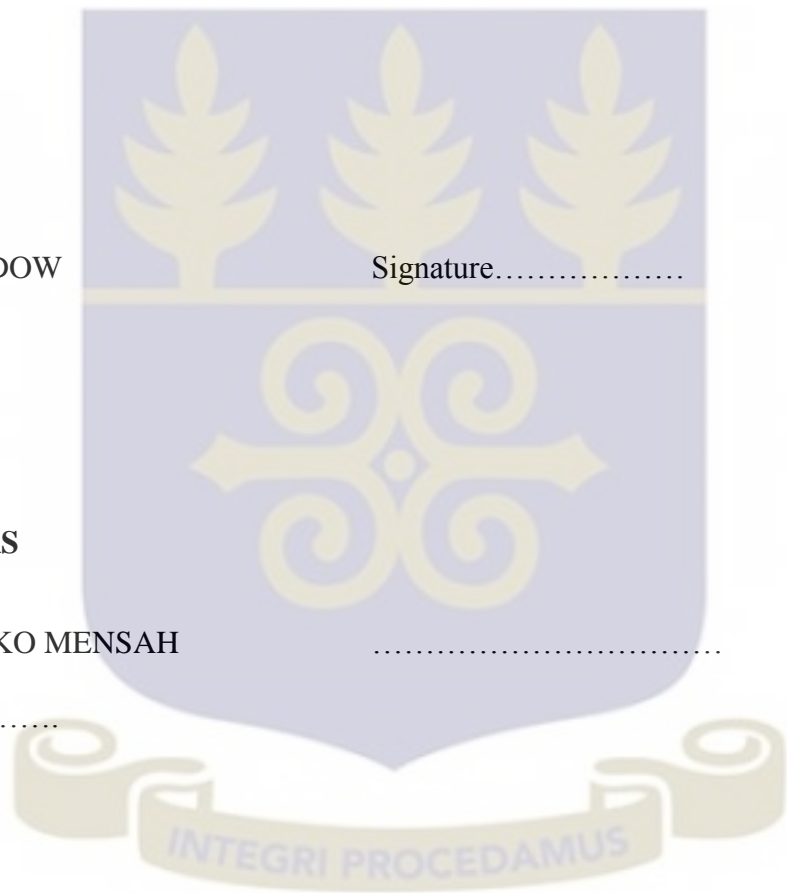 DOW Signature………………
S
KO MENSAH ……………………………
…….
INTEGRI PROCEDAMUS